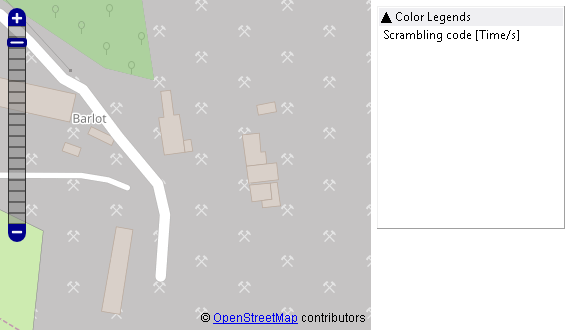 Barlot
© OpenStreetMap contributors
▲ Color Legends
Scrambling code [Time/s]